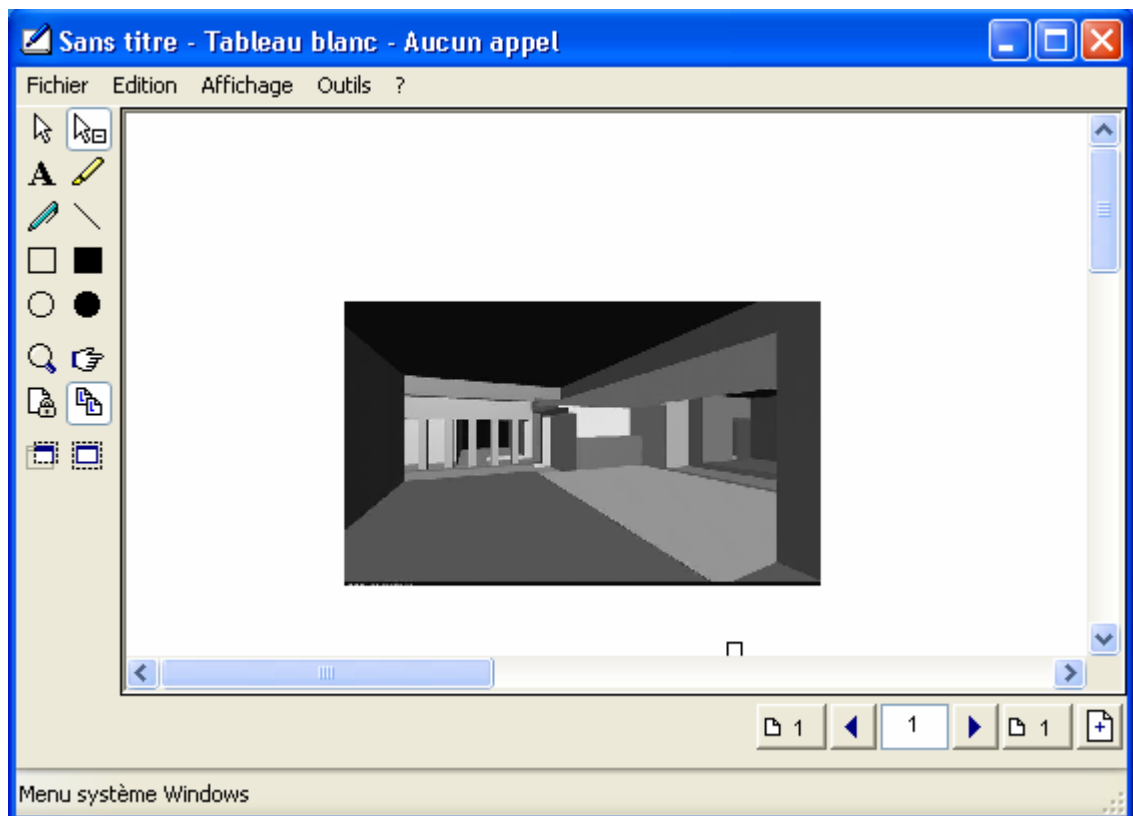 Sans titre - Tableau blanc - Aucun appel
Fichier Edition Affichage Outils ?
A
1 1 1
Menu système Windows